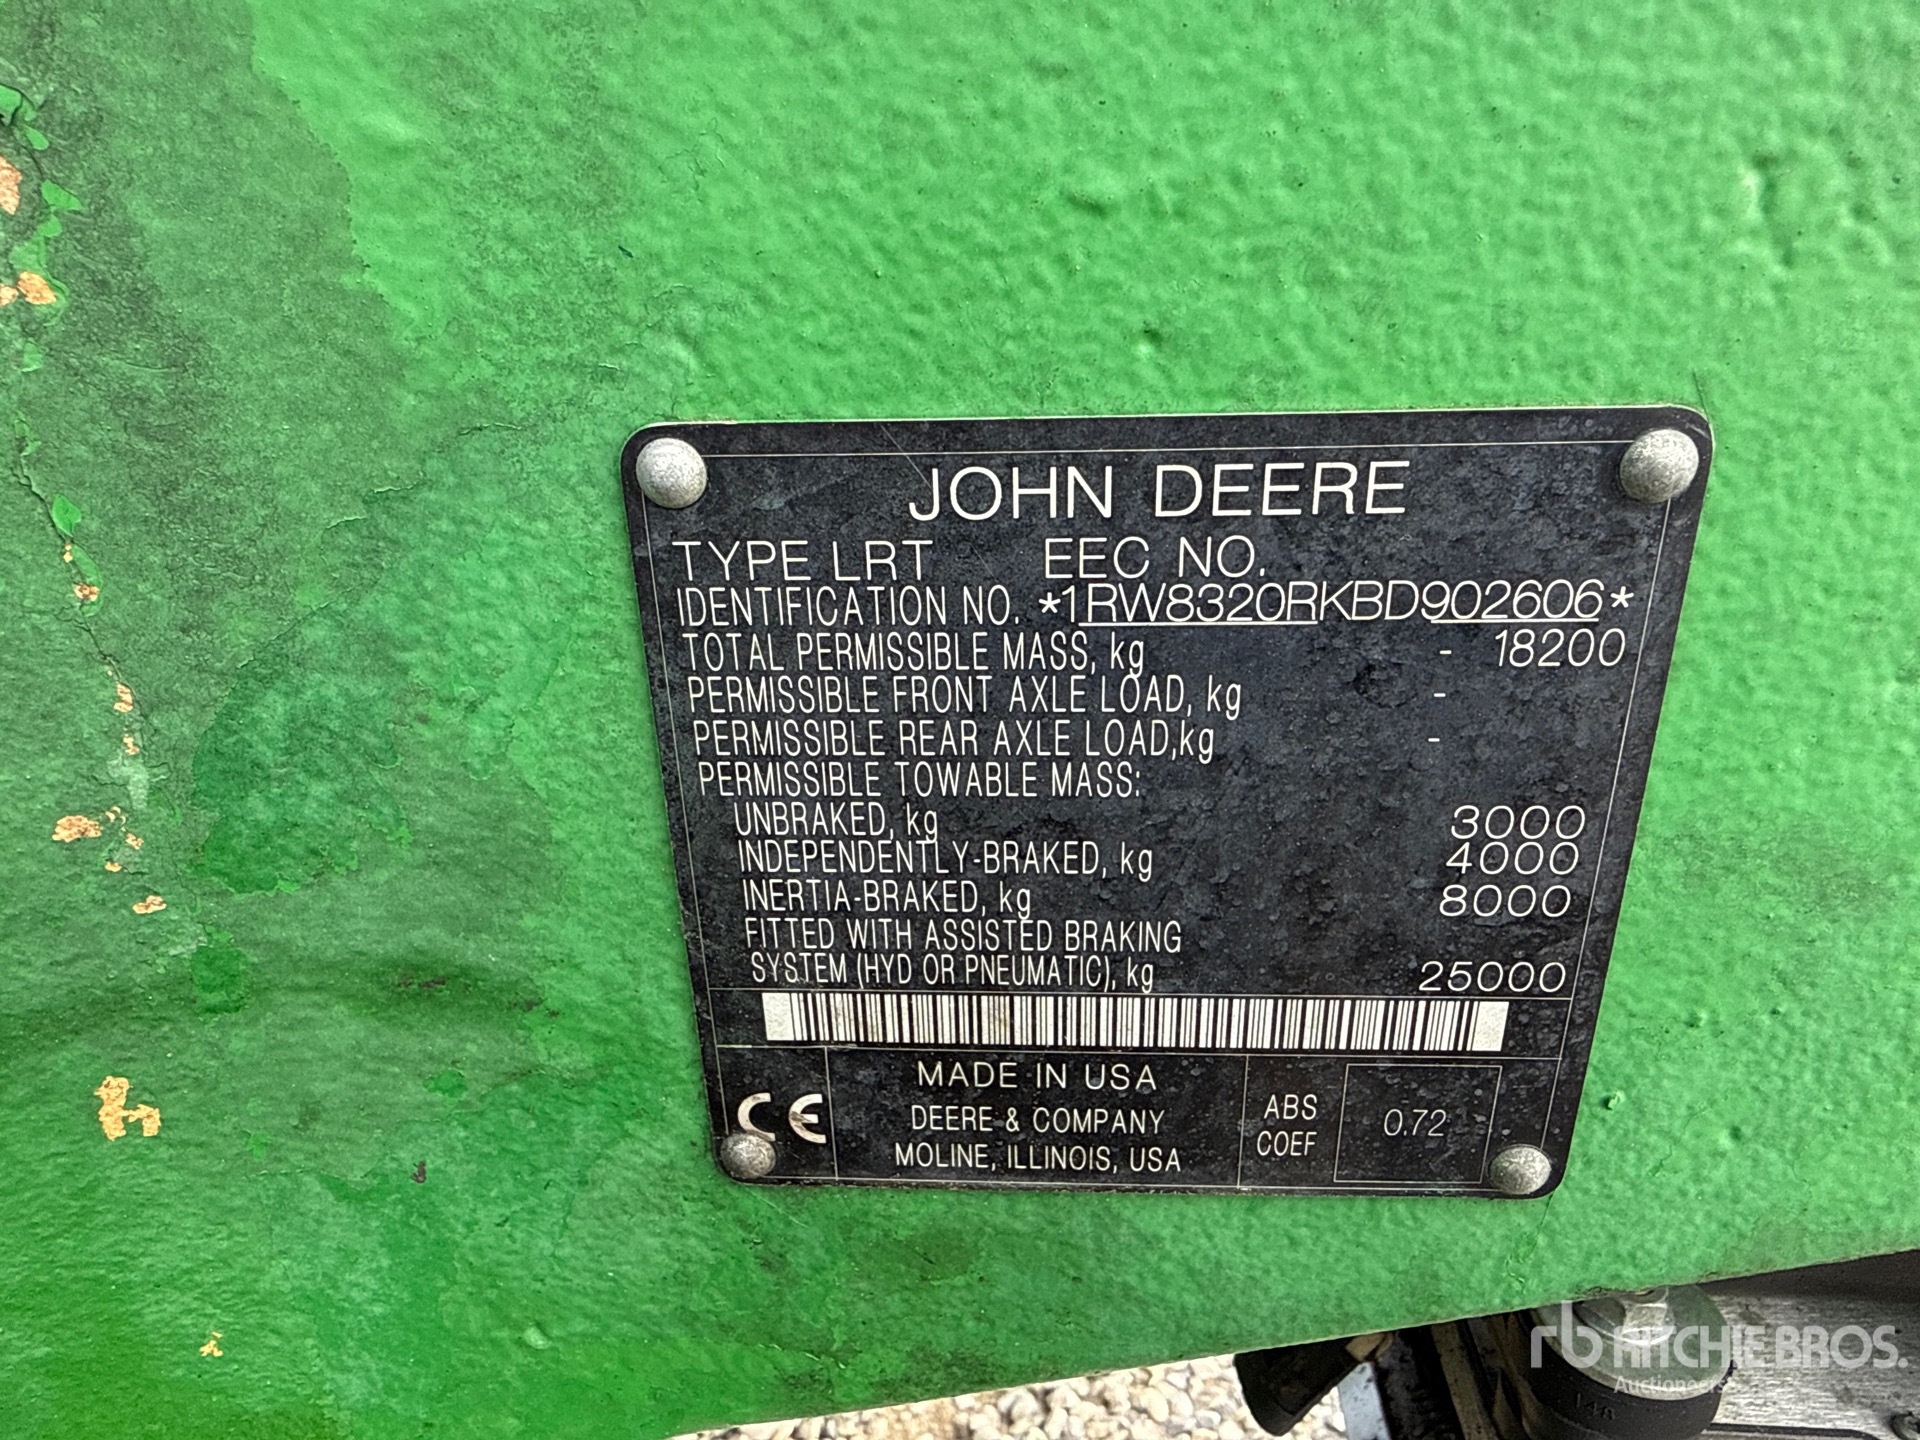 JOHN DEERE
TYPE LRT EEC NO.
IDENTIFICATION NO. *1RW8320RKBD902606*
TOTAL PERMISSIBLE MASS, kg - 18200
PERMISSIBLE FRONT AXLE LOAD, kg -
PERMISSIBLE REAR AXLE LOAD,kg -
PERMISSIBLE TOWABLE MASS:
UNBRAKED, kg 3000
INDEPENDENTLY-BRAKED, kg 4000
INERTIA-BRAKED, kg 8000
FITTED WITH ASSISTED BRAKING
SYSTEM (HYD OR PNEUMATIC), kg 25000
CE
MADE IN USA
DEERE & COMPANY
MOLINE, ILLINOIS, USA
ABS
COEF
0.72
rb RITCHIE BROS.
Auctioneers
148